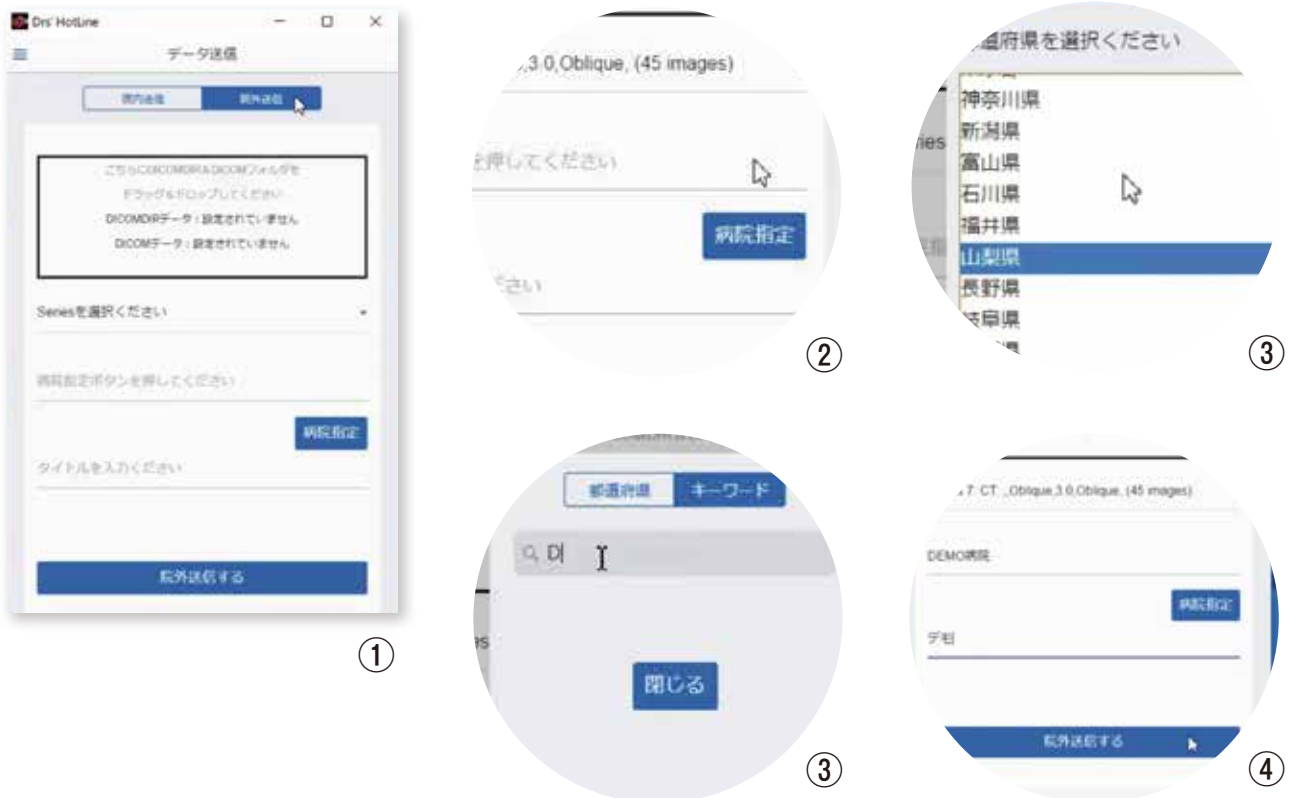 Drs' HotLine
データ送信
院内送信 院外送信
こちらにDICOMDIR&DICOMフォルダを
ドラッグ&ドロップしてください
DICOMDIRデータ：設定されていません
DICOMデータ：設定されていません
Seriesを選択ください
病院指定ボタンを押してください
病院指定
タイトルを入力ください
院外送信する
①
,3.0,Oblique, (45 images)
を押してください
病院指定
ださい
②
道府県を選択ください
神奈川県
新潟県
富山県
石川県
福井県
山梨県
長野県
岐阜県
ies
③
都道府県 キーワード
D
閉じる
③
7: CT: ,Oblique,3.0,Oblique, (45 images)
DEMO病院
病院指定
デモ
院外送信する
④